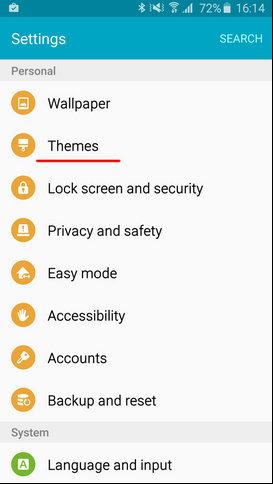 72% 16:14
Settings SEARCH
Personal
Wallpaper
Themes
Lock screen and security
Privacy and safety
Easy mode
Accessibility
Accounts
Backup and reset
System
A Language and input